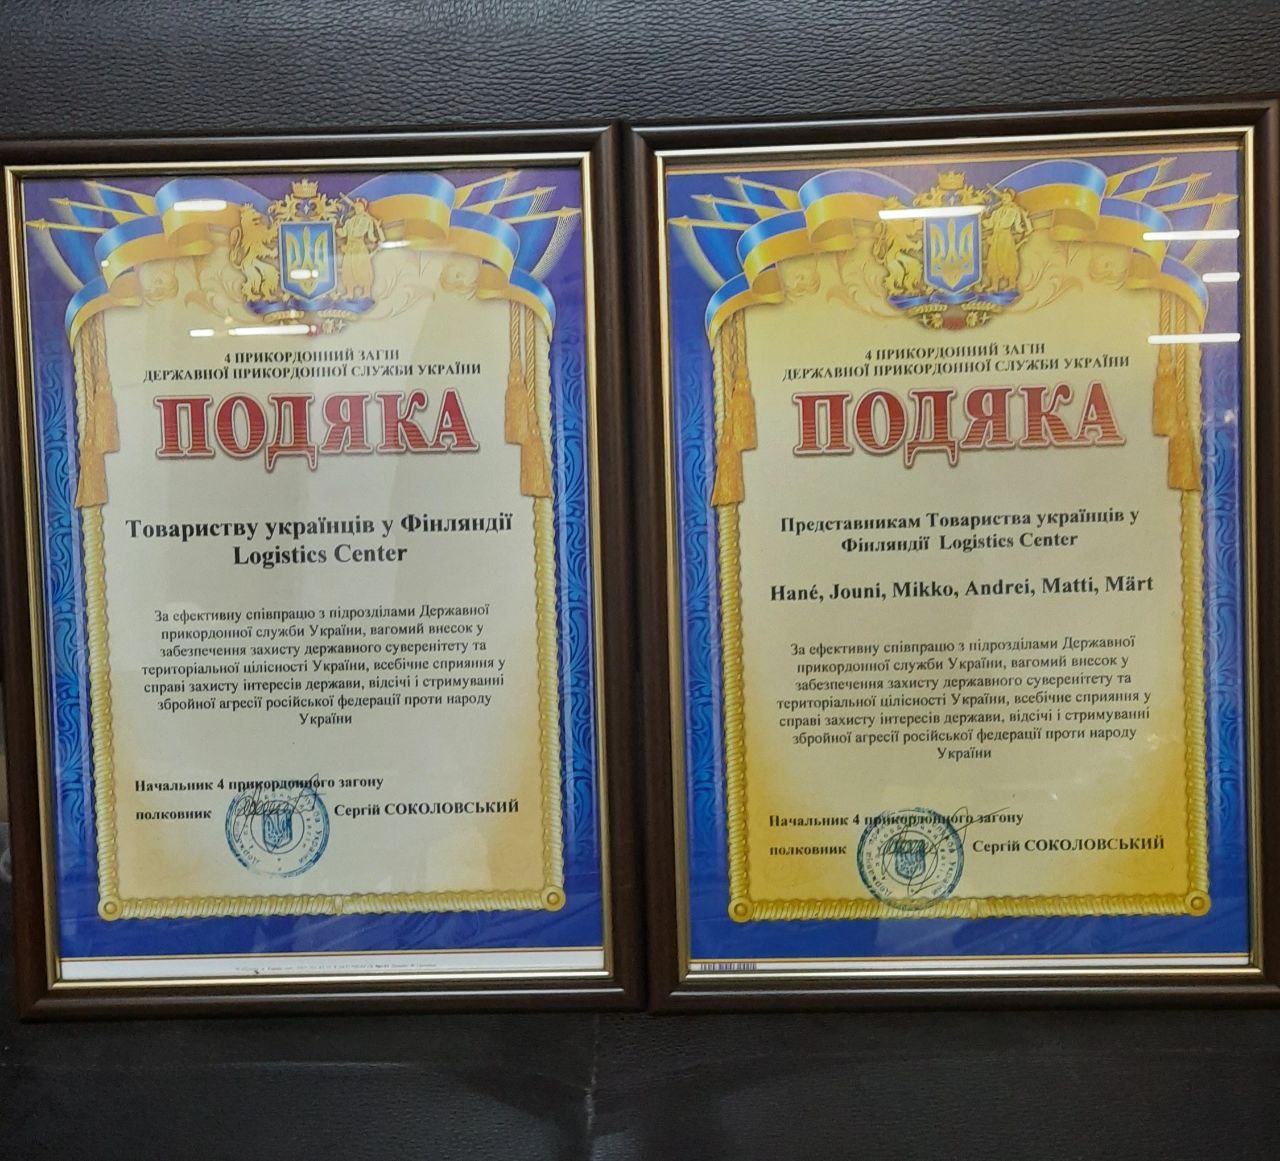 4 ПРИКОРДОННИЙ ЗАГІН
ДЕРЖАВНОЇ ПРИКОРДОННОЇ СЛУЖБИ УКРАЇНИ
ПОДЯКА
Товариству українців у Фінляндії
Logistics Center
За ефективну співпрацю з підрозділами Державної
прикордонної служби України, вагомий внесок у
забезпечення захисту державного суверенітету та
територіальної цілісності України, всебічне сприяння у
справі захисту інтересів держави, відсічі і стримуванні
збройної агресії російської федерації проти народу
України
Начальник 4 прикордонного загону
полковник Сергій СОКОЛОВСЬКИЙ
4 ПРИКОРДОННИЙ ЗАГІН
ДЕРЖАВНОЇ ПРИКОРДОННОЇ СЛУЖБИ УКРАЇНИ
ПОДЯКА
Представникам Товариства українців у
Фінляндії Logistics Center
Hané, Jouni, Mikko, Andrei, Matti, Märt
За ефективну співпрацю з підрозділами Державної
прикордонної служби України, вагомий внесок у
забезпечення захисту державного суверенітету та
територіальної цілісності України, всебічне сприяння у
справі захисту інтересів держави, відсічі і стримуванні
збройної агресії російської федерації проти народу
України
Начальник 4 прикордонного загону
полковник Сергій СОКОЛОВСЬКИЙ